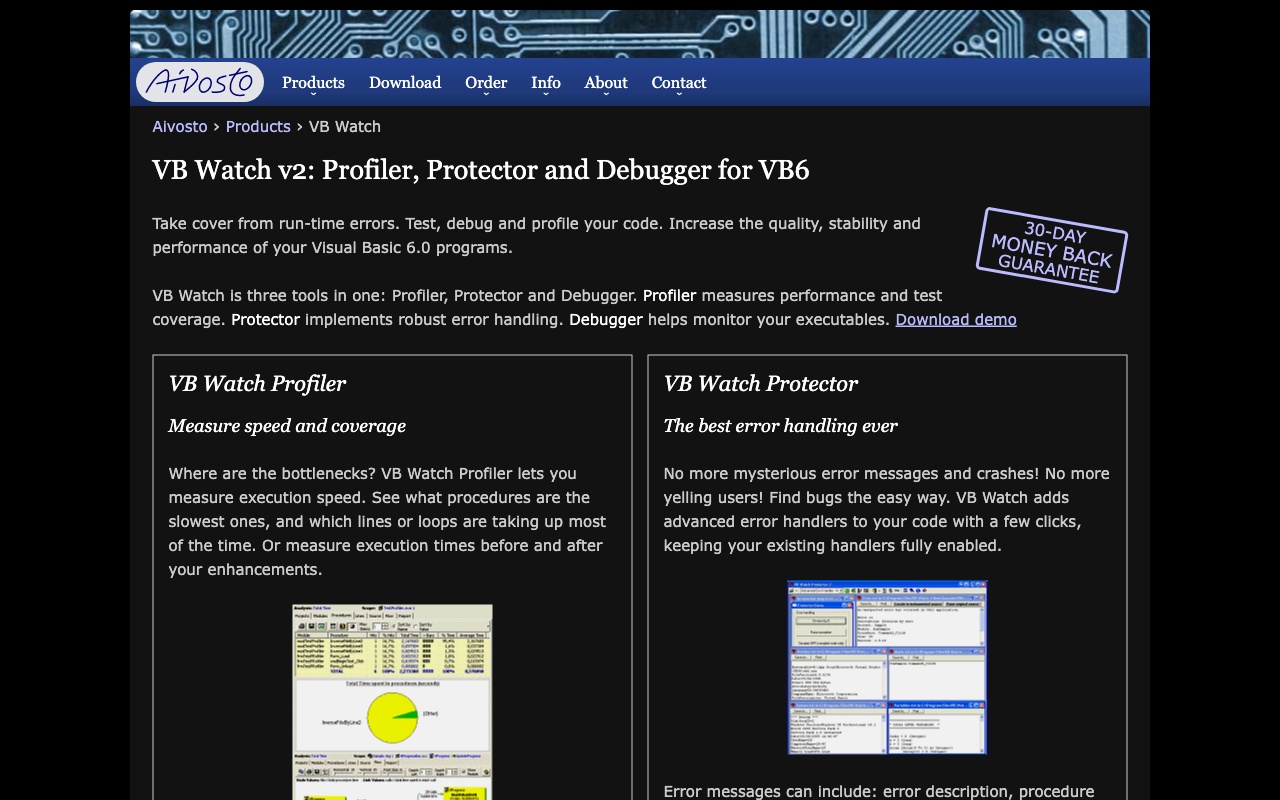 Aivosto
Products
Download
Order
Info
About
Contact
Aivosto › Products › VB Watch
VB Watch v2: Profiler, Protector and Debugger for VB6
Take cover from run-time errors. Test, debug and profile your code. Increase the quality, stability and
performance of your Visual Basic 6.0 programs.
30-DAY
MONEY BACK
GUARANTEE
VB Watch is three tools in one: Profiler, Protector and Debugger. Profiler measures performance and test
coverage. Protector implements robust error handling. Debugger helps monitor your executables. Download demo
VB Watch Profiler
Measure speed and coverage
Where are the bottlenecks? VB Watch Profiler lets you
measure execution speed. See what procedures are the
slowest ones, and which lines or loops are taking up most
of the time. Or measure execution times before and after
your enhancements.
Total Time spent in procedures (seconds)
VB Watch Protector
The best error handling ever
No more mysterious error messages and crashes! No more
yelling users! Find bugs the easy way. VB Watch adds
advanced error handlers to your code with a few clicks,
keeping your existing handlers fully enabled.
Error messages can include: error description, procedure